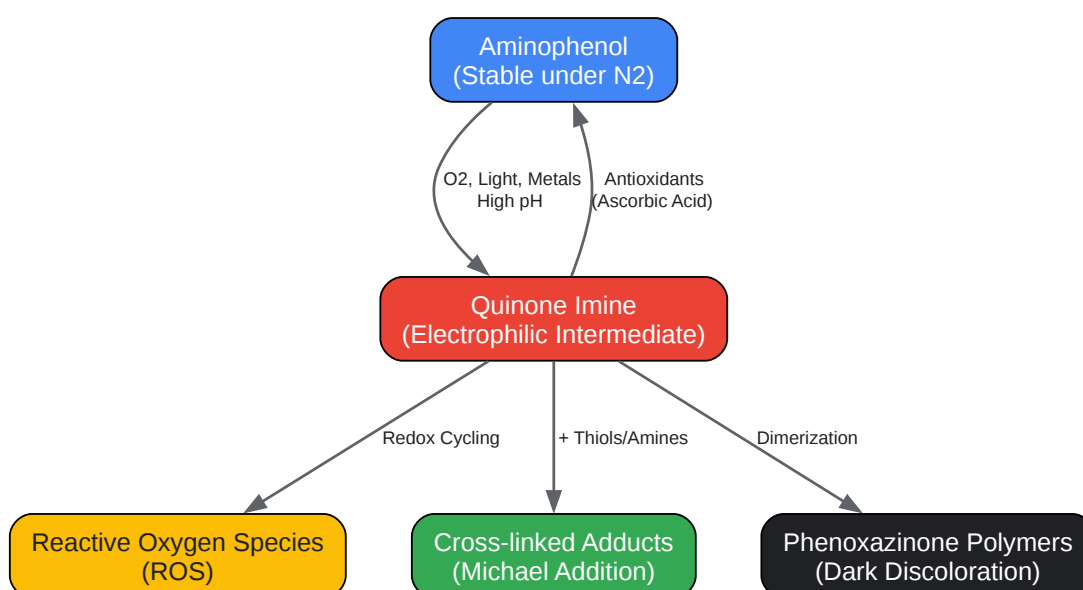 Aminophenol
(Stable under N2)
O2, Light, Metals
High pH
Antioxidants
(Ascorbic Acid)
Quinone Imine
(Electrophilic Intermediate)
Redox Cycling
+ Thiols/Amines
Dimerization
Reactive Oxygen Species
(ROS)
Cross-linked Adducts
(Michael Addition)
Phenoxazinone Polymers
(Dark Discoloration)